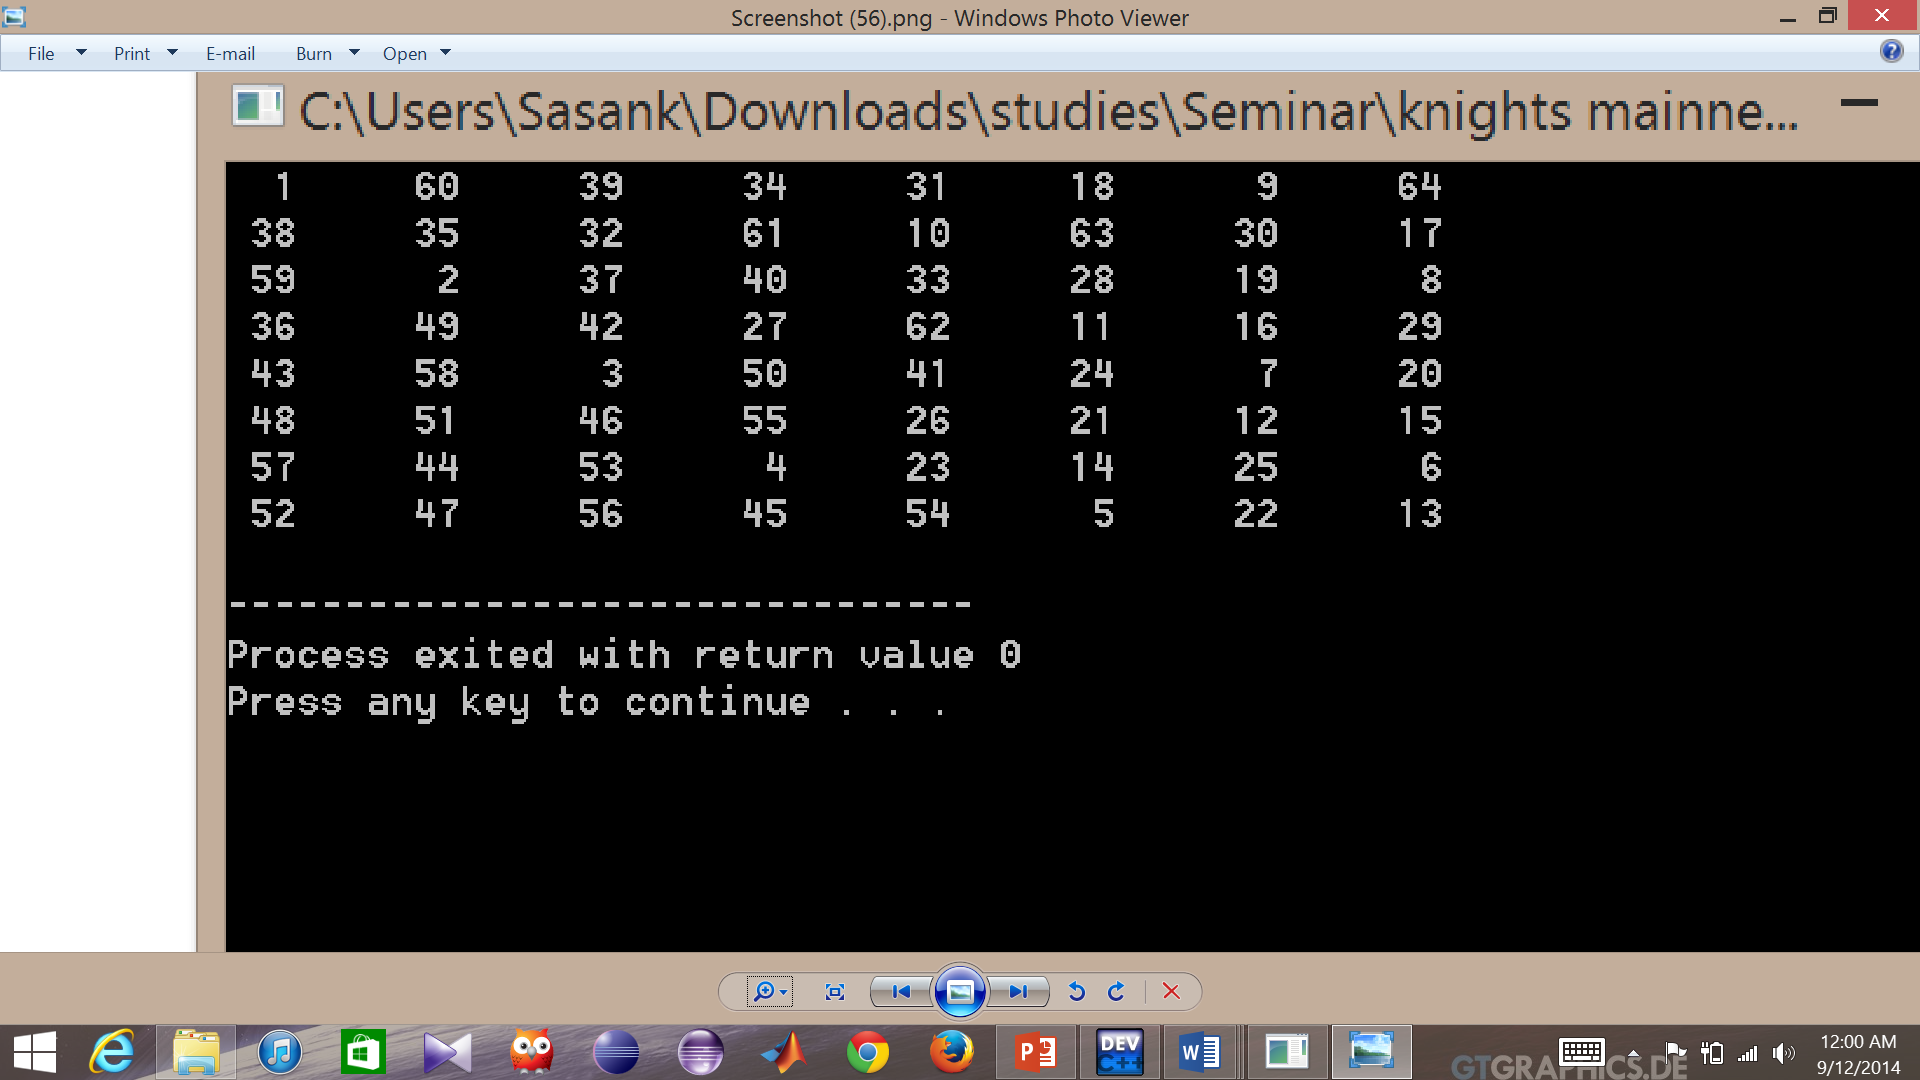 Screenshot (56).png - Windows Photo Viewer
File Print E-mail Burn Open
C:\Users\Sasank\Downloads\studies\Seminar\knights mainne...
1 60 39 34 31 18 9 64
38 35 32 61 10 63 30 17
59 2 37 40 33 28 19 8
36 49 42 27 62 11 16 29
43 58 3 50 41 24 7 20
48 51 46 55 26 21 12 15
57 44 53 4 23 14 25 6
52 47 56 45 54 5 22 13
--------------------------------
Process exited with return value 0
Press any key to continue . . .
DEV
C++
GTGRAPHICS.DE
12:00 AM
9/12/2014